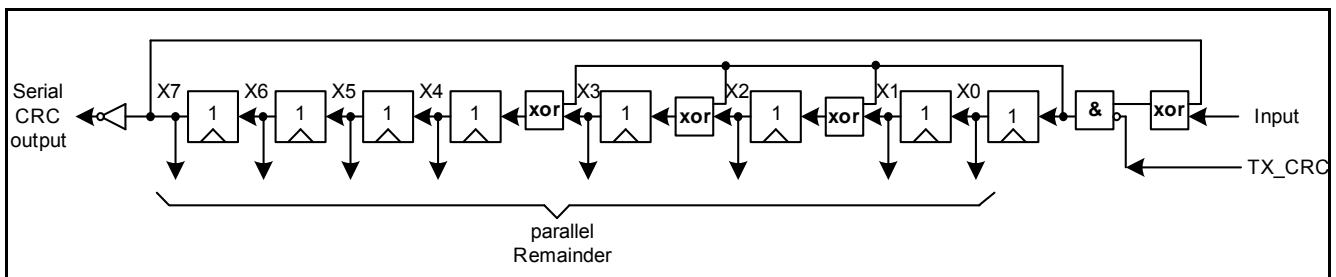 Serial
CRC
output
X7
X6
X5
X4
X3
X2
X1
X0
1
1
1
1
xor
1
xor
1
xor
1
1
&
xor
Input
TX_CRC
parallel
Remainder